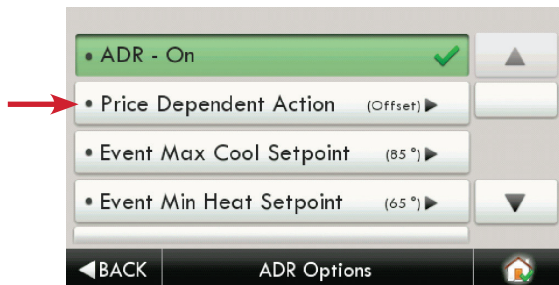 • ADR - On
• Price Dependent Action (Offset)
• Event Max Cool Setpoint (85°)
• Event Min Heat Setpoint (65°)
BACK ADR Options